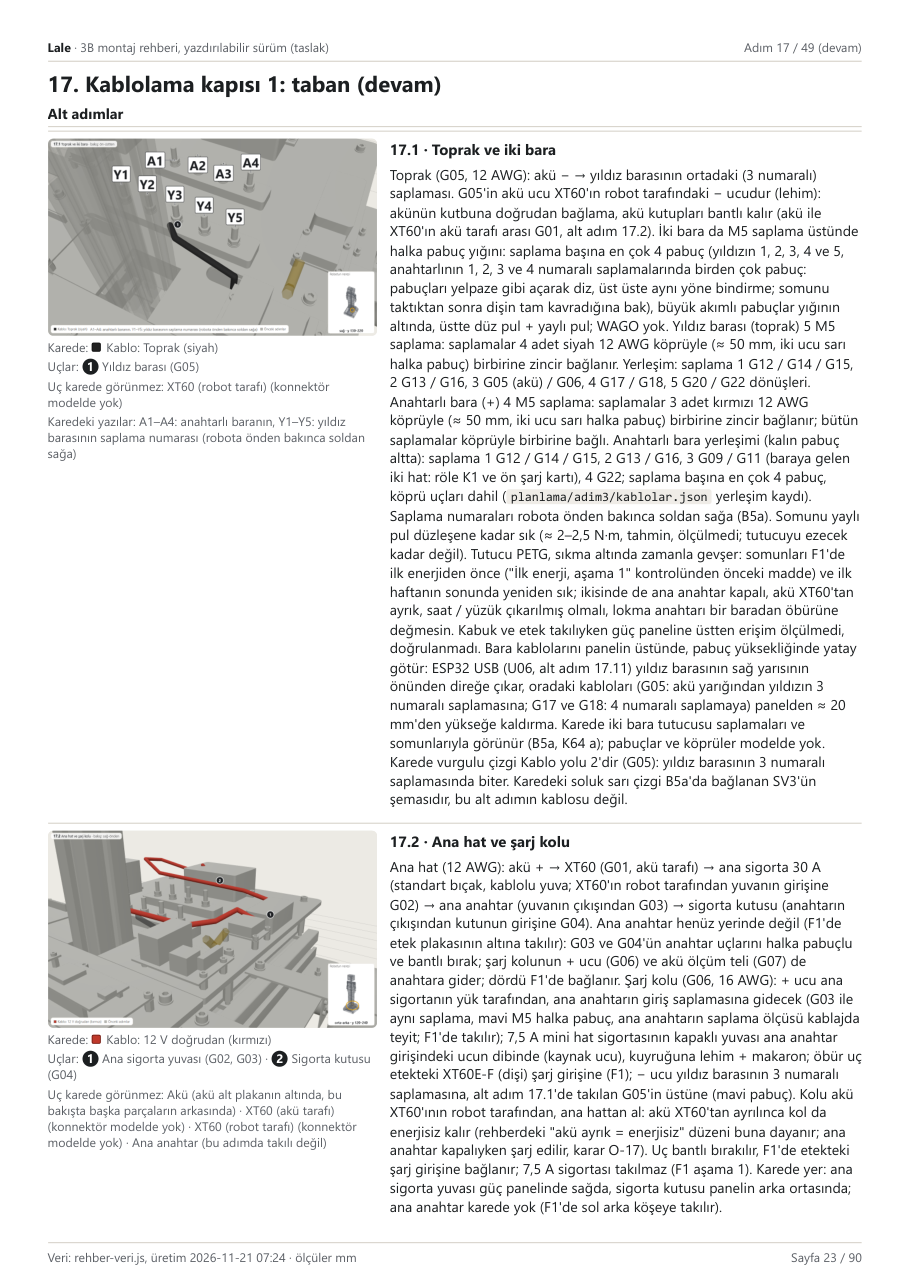 Lale · 3B montaj rehberi, yazdırılabilir sürüm (taslak)
Adım 17 / 49 (devam)
17. Kablolama kapısı 1: taban (devam)
Alt adımlar
A1
A2
A3
A4
Y1
Y2
Y3
Y4
Y5
Karede: Kablo: Toprak (siyah)
Uçlar: 1 Yıldız barası (G05)
Uç karede görünmez: XT60 (robot tarafı) (konnektör
modelde yok)
Karedeki yazılar: A1–A4: anahtarlı baranın, Y1–Y5: yıldız
barasının saplama numarası (robota önden bakınca soldan
sağa)
17.1 · Toprak ve iki bara
Toprak (G05, 12 AWG): akü − → yıldız barasının ortadaki (3 numaralı)
saplaması. G05'in akü ucu XT60'ın robot tarafındaki − ucudur (lehim):
akünün kutbuna doğrudan bağlama, akü kutupları bantlı kalır (akü ile
XT60'ın akü tarafı arası G01, alt adım 17.2). İki bara da M5 saplama üstünde
halka pabuç yığını: saplama başına en çok 4 pabuç (yıldızın 1, 2, 3, 4 ve 5,
anahtarlının 1, 2, 3 ve 4 numaralı saplamalarında birden çok pabuç:
pabuçları yelpaze gibi açarak diz, üst üste aynı yöne bindirme; somunu
taktıktan sonra dişin tam kavradığına bak), büyük akımlı pabuçlar yığının
altında, üstte düz pul + yaylı pul; WAGO yok. Yıldız barası (toprak) 5 M5
saplama: saplamalar 4 adet siyah 12 AWG köprüyle (≈ 50 mm, iki ucu sarı
halka pabuç) birbirine zincir bağlanır. Yerleşim: saplama 1 G12 / G14 / G15,
2 G13 / G16, 3 G05 (akü) / G06, 4 G17 / G18, 5 G20 / G22 dönüşleri.
Anahtarlı bara (+) 4 M5 saplama: saplamalar 3 adet kırmızı 12 AWG
köprüyle (≈ 50 mm, iki ucu sarı halka pabuç) birbirine zincir bağlanır; bütün
saplamalar köprüyle birbirine bağlı. Anahtarlı bara yerleşimi (kalın pabuç
altta): saplama 1 G12 / G14 / G15, 2 G13 / G16, 3 G09 / G11 (baraya gelen
iki hat: röle K1 ve ön şarj kartı), 4 G22; saplama başına en çok 4 pabuç,
köprü uçları dahil ( planlama/adim3/kablolar.json yerleşim kaydı).
Saplama numaraları robota önden bakınca soldan sağa (B5a). Somunu yaylı
pul düzleşene kadar sık (≈ 2–2,5 N·m, tahmin, ölçülmedi; tutucuyu ezecek
kadar değil). Tutucu PETG, sıkma altında zamanla gevşer: somunları F1'de
ilk enerjiden önce ("İlk enerji, aşama 1" kontrolünden önceki madde) ve ilk
haftanın sonunda yeniden sık; ikisinde de ana anahtar kapalı, akü XT60'tan
ayrık, saat / yüzük çıkarılmış olmalı, lokma anahtarı bir baradan öbürüne
değmesin. Kabuk ve etek takılıyken güç paneline üstten erişim ölçülmedi,
doğrulanmadı. Bara kablolarını panelin üstünde, pabuç yüksekliğinde yatay
götür: ESP32 USB (U06, alt adım 17.11) yıldız barasının sağ yarısının
önünden direğe çıkar, oradaki kabloları (G05: akü yarığından yıldızın 3
numaralı saplamasına; G17 ve G18: 4 numaralı saplamaya) panelden ≈ 20
mm'den yükseğe kaldırma. Karede iki bara tutucusu saplamaları ve
somunlarıyla görünür (B5a, K64 a); pabuçlar ve köprüler modelde yok.
Karede vurgulu çizgi Kablo yolu 2'dir (G05): yıldız barasının 3 numaralı
saplamasında biter. Karedeki soluk sarı çizgi B5a'da bağlanan SV3'ün
şemasıdır, bu alt adımın kablosu değil.
Karede: Kablo: 12 V doğrudan (kırmızı)
Uçlar: 1 Ana sigorta yuvası (G02, G03) · 2 Sigorta kutusu
(G04)
Uç karede görünmez: Akü (akü alt plakanın altında, bu
bakışta başka parçaların arkasında) · XT60 (akü tarafı)
(konnektör modelde yok) · XT60 (robot tarafı) (konnektör
modelde yok) · Ana anahtar (bu adımda takılı değil)
17.2 · Ana hat ve şarj kolu
Ana hat (12 AWG): akü + → XT60 (G01, akü tarafı) → ana sigorta 30 A
(standart bıçak, kablolu yuva; XT60'ın robot tarafından yuvanın girişine
G02) → ana anahtar (yuvanın çıkışından G03) → sigorta kutusu (anahtarın
çıkışından kutunun girişine G04). Ana anahtar henüz yerinde değil (F1'de
etek plakasının altına takılır): G03 ve G04'ün anahtar uçlarını halka pabuçlu
ve bantlı bırak; şarj kolunun + ucu (G06) ve akü ölçüm teli (G07) de
anahtara gider; dördü F1'de bağlanır. Şarj kolu (G06, 16 AWG): + ucu ana
sigortanın yük tarafından, ana anahtarın giriş saplamasına gidecek (G03 ile
aynı saplama, mavi M5 halka pabuç, ana anahtarın saplama ölçüsü kablajda
teyit; F1'de takılır); 7,5 A mini hat sigortasının kapaklı yuvası ana anahtar
girişindeki ucun dibinde (kaynak ucu), kuyruğuna lehim + makaron; öbür uç
etekteki XT60E-F (dişi) şarj girişine (F1); − ucu yıldız barasının 3 numaralı
saplamasına, alt adım 17.1'de takılan G05'in üstüne (mavi pabuç). Kolu akü
XT60'ının robot tarafından, ana hattan al: akü XT60'tan ayrılınca kol da
enerjisiz kalır (rehberdeki "akü ayrık = enerjisiz" düzeni buna dayanır; ana
anahtar kapalıyken şarj edilir, karar O-17). Uç bantlı bırakılır, F1'de etekteki
şarj girişine bağlanır; 7,5 A sigortası takılmaz (F1 aşama 1). Karede yer: ana
sigorta yuvası güç panelinde sağda, sigorta kutusu panelin arka ortasında;
ana anahtar karede yok (F1'de sol arka köşeye takılır).
Veri: rehber-veri.js, üretim 2026-11-21 07:24 · ölçüler mm
Sayfa 23 / 90